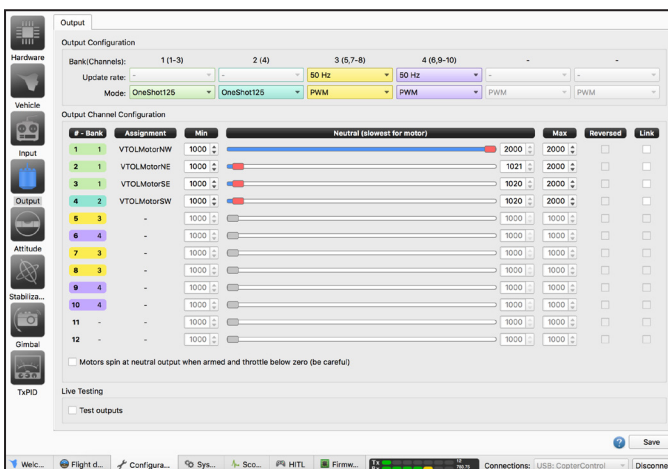 Output
Output Configuration
Hardware
Bank(Channels): 1 (1-3) 2 (4) 3 (5,7-8) 4 (6,9-10) - -
Update rate: - - 50 Hz 50 Hz - -
Mode: OneShot125 OneShot125 PWM PWM PWM PWM
Vehicle
Output Channel Configuration
# - Bank Assignment Min Neutral (slowest for motor) Max Reversed Link
1 1 VTOLMotorNW 1000 2000 2000
Input
2 1 VTOLMotorNE 1000 1021 2000
3 1 VTOLMotorSE 1000 1020 2000
Output
4 2 VTOLMotorSW 1000 1020 2000
5 3 - 1000 1000 1000
6 4 - 1000 1000 1000
Attitude
7 3 - 1000 1000 1000
8 3 - 1000 1000 1000
9 4 - 1000 1000 1000
Stabiliza...
10 4 - 1000 1000 1000
11 - - 1000 1000 1000
12 - - 1000 1000 1000
Gimbal
Motors spin at neutral output when armed and throttle below zero (be careful)
TxPID
Live Testing
Test outputs
? Save
Welc... Flight d... Configura... Sys... Sco... HITL Firmw... Tx Connections: USB: CopterControl Disconne